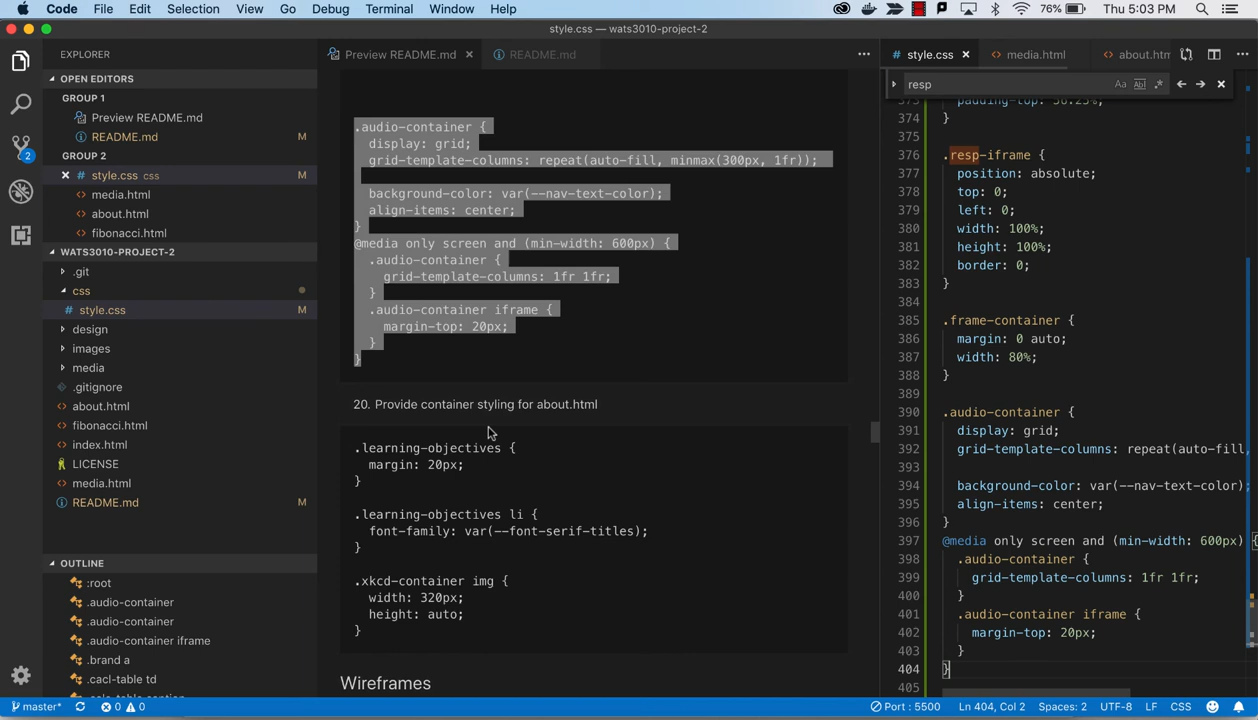 Code File Edit Selection View Go Debug Terminal Window Help 76% Thu 5:03 PM
style.css — wats3010-project-2
EXPLORER
OPEN EDITORS
GROUP 1
Preview README.md
README.md M
GROUP 2
style.css css M
media.html
about.html
fibonacci.html
WATS3010-PROJECT-2
.git
css
style.css M
design
images
media
.gitignore
about.html
fibonacci.html
index.html
LICENSE
media.html
README.md M
OUTLINE
:root
.audio-container
.audio-container
.audio-container iframe
.brand a
.cacl-table td
Preview README.md
README.md
.audio-container {
display: grid;
grid-template-columns: repeat(auto-fill, minmax(300px, 1fr));
background-color: var(--nav-text-color);
align-items: center;
}
@media only screen and (min-width: 600px) {
.audio-container {
grid-template-columns: 1fr 1fr;
}
.audio-container iframe {
margin-top: 20px;
}
}
20. Provide container styling for about.html
.learning-objectives {
margin: 20px;
}
.learning-objectives li {
font-family: var(--font-serif-titles);
}
.xkcd-container img {
width: 320px;
height: auto;
}
Wireframes
style.css
media.html
about.htm
resp
374 }
375
376 .resp-iframe {
377 position: absolute;
378 top: 0;
379 left: 0;
380 width: 100%;
381 height: 100%;
382 border: 0;
383 }
384
385 .frame-container {
386 margin: 0 auto;
387 width: 80%;
388 }
389
390 .audio-container {
391 display: grid;
392 grid-template-columns: repeat(auto-fill,
393
394 background-color: var(--nav-text-color);
395 align-items: center;
396 }
397 @media only screen and (min-width: 600px) {
398 .audio-container {
399 grid-template-columns: 1fr 1fr;
400 }
401 .audio-container iframe {
402 margin-top: 20px;
403 }
404 }
405
master* 0 0 Port : 5500 Ln 404, Col 2 Spaces: 2 UTF-8 LF CSS